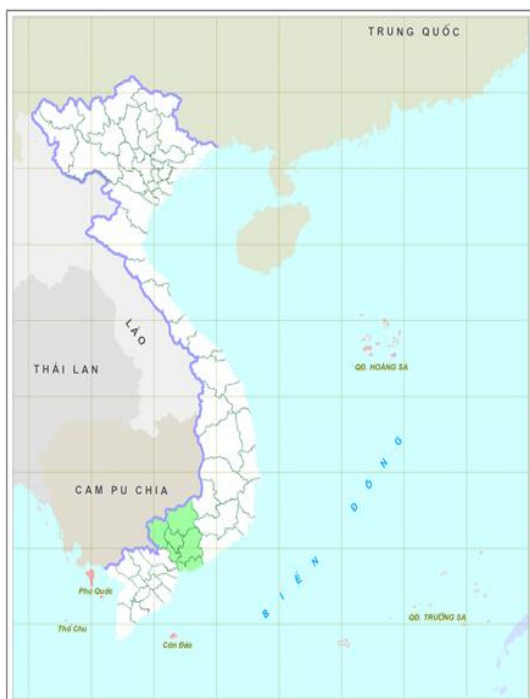 TRUNG QUỐC
LÀO
THÁI LAN
QĐ. HOÀNG SA
CAM PU CHIA
BIỂN ĐÔNG
Phú Quốc
Thổ Chu
Côn Đảo
QĐ. TRƯỜNG SA